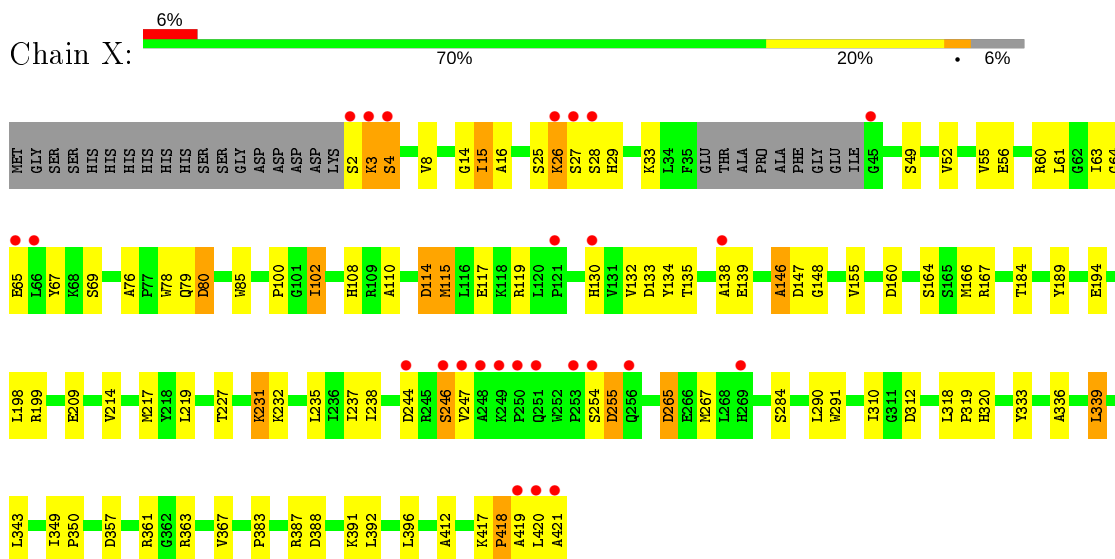 6%
Chain X:
70% 20% • 6%
MET GLY SER SER HIS HIS HIS HIS HIS HIS HIS HIS SER SER GLY ASP ASP ASP ASP LYS S2 K3 S4 V8 G14 I15 A16 S25 K26 S27 S28 H29 K33 L34 F35 GLU THR ALA PRO ALA PHE GLY GLU ILE G45 S49 V52 V55 E56 R60 L61 G62 I63 G64
E65 L66 Y67 K68 S69 A76 P77 W78 Q79 D80 W85 P100 G101 I102 H108 R109 A110 D114 M115 L116 E117 K118 R119 L120 P121 H130 V131 V132 D133 Y134 T135 A138 E139 A146 D147 G148 V155 D160 S164 S165 M166 R167 T184 Y189 E194
L198 R199 E209 V214 M217 Y218 L219 T227 K231 K232 L235 I236 I237 I238 D244 R245 S246 V247 A248 K249 P250 Q251 W252 P253 S254 D255 Q256 D265 E266 M267 L268 H269 S284 L290 W291 I310 G311 D312 L318 P319 H320 Y333 A336 L339
L343 I349 P350 D357 R361 G362 R363 V367 P383 R387 D388 K391 L392 L396 A412 K417 P418 A419 L420 A421